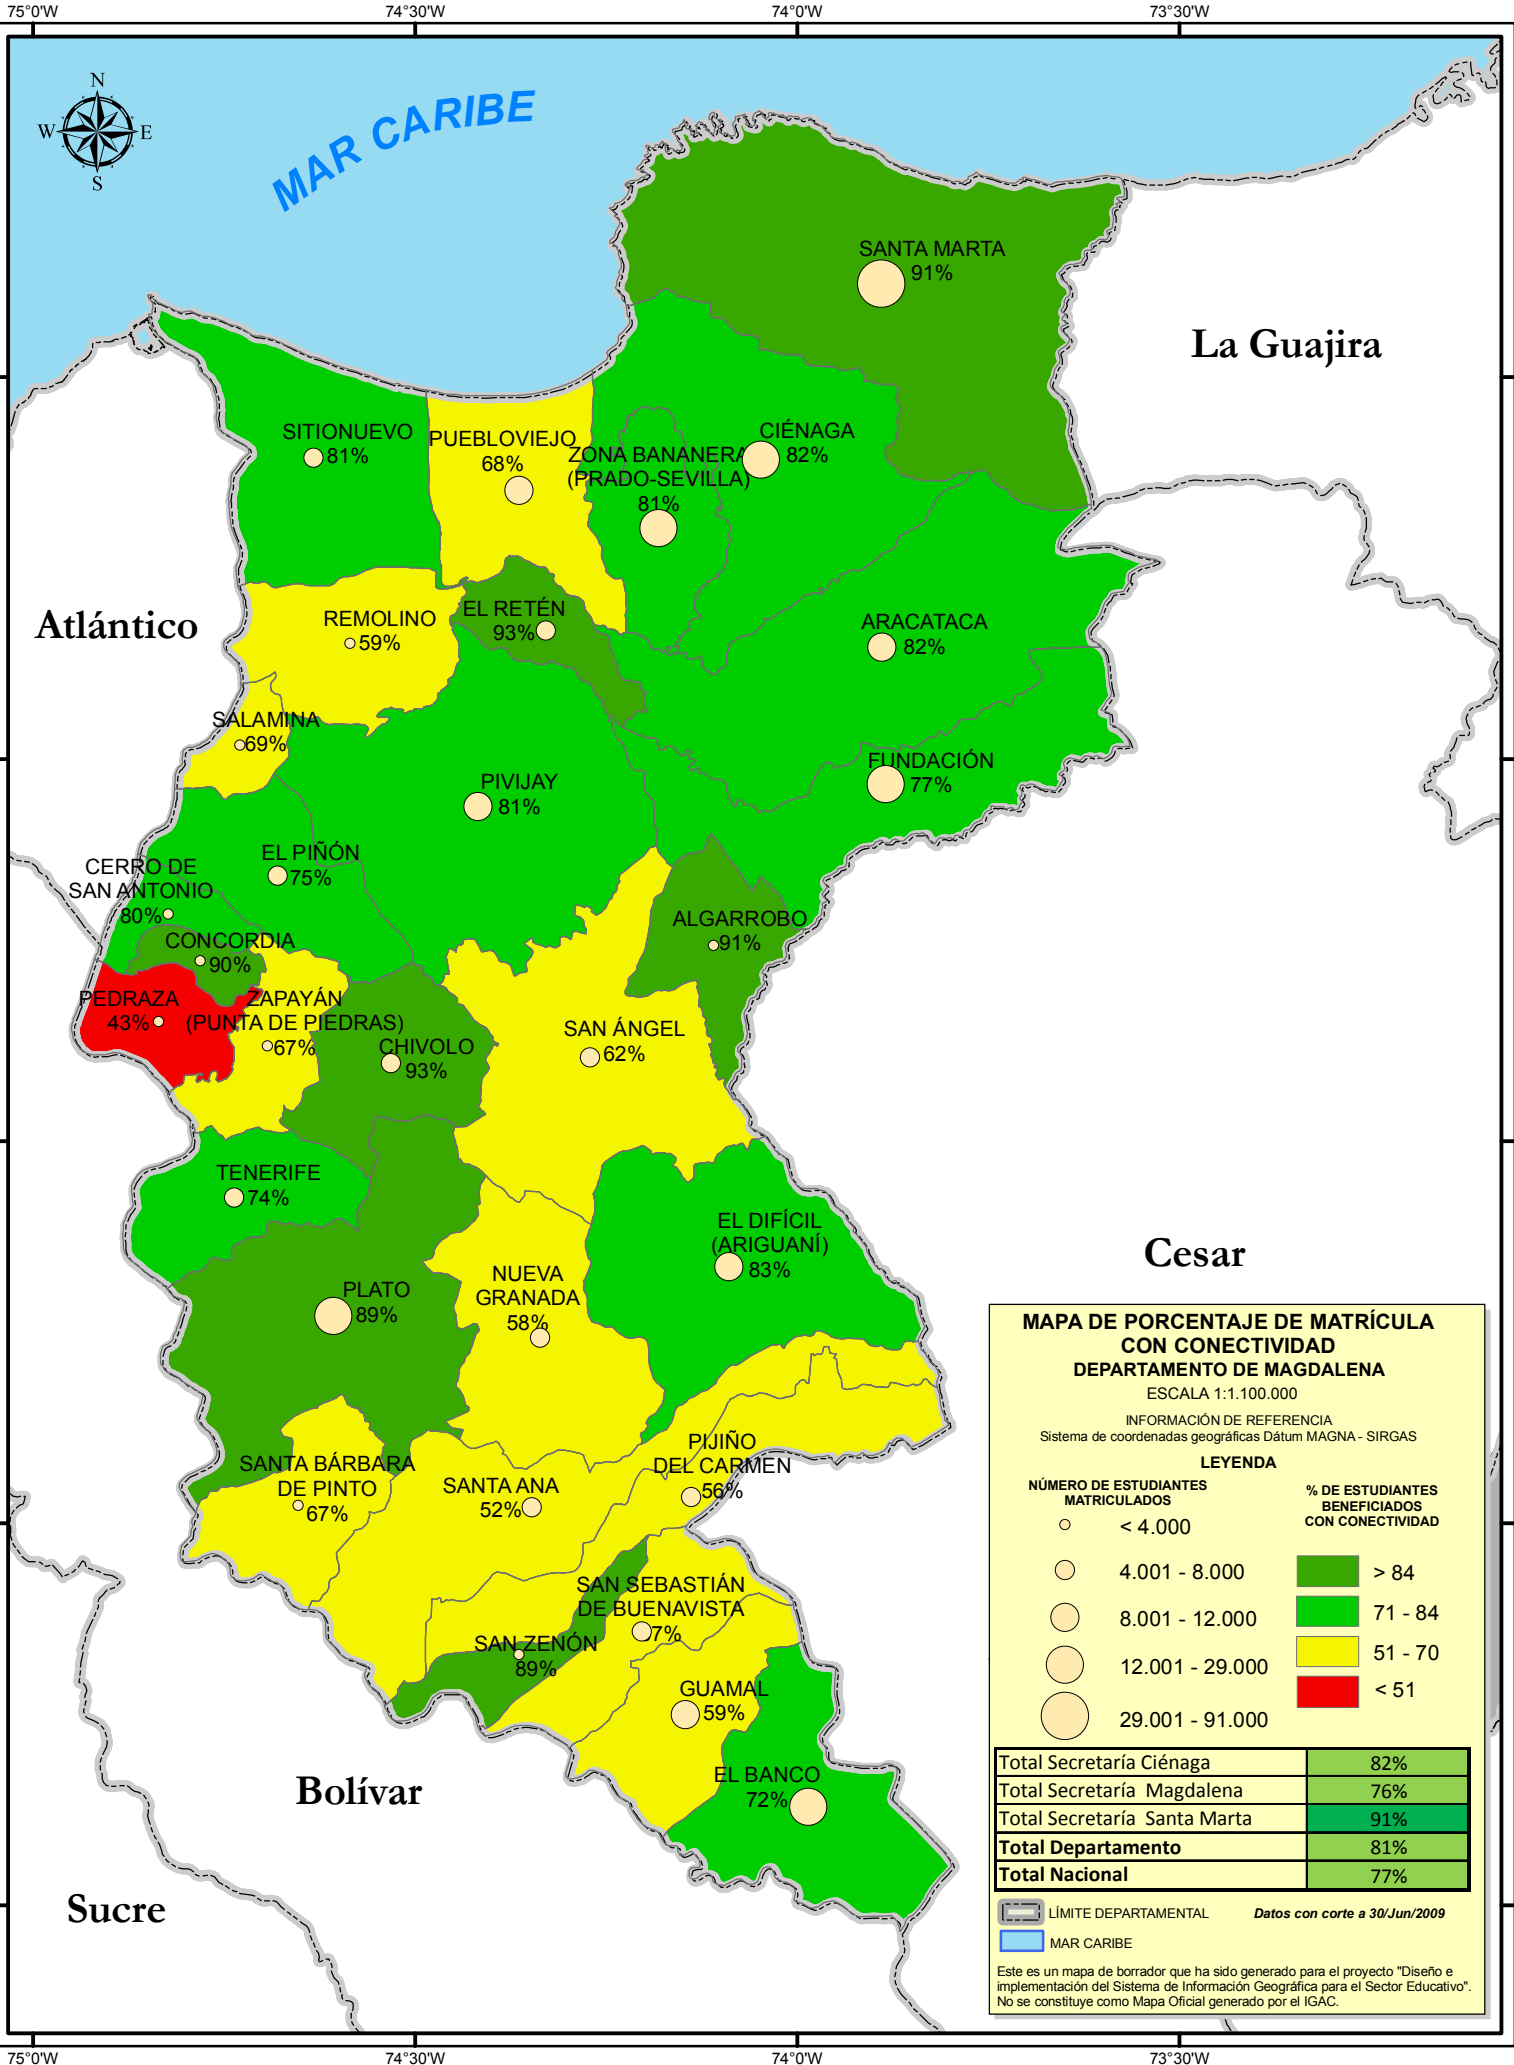 75°0'W
74°30'W
74°0'W
73°30'W
N
W
E
S
MAR CARIBE
SANTA MARTA
91%
La Guajira
SITIONUEVO
81%
PUEBLOVIEJO
68%
ZONA BANANERA
(PRADO-SEVILLA)
81%
CIÉNAGA
82%
Atlántico
REMOLINO
59%
EL RETÉN
93%
ARACATACA
82%
SALAMINA
69%
PIVIJAY
81%
FUNDACIÓN
77%
EL PIÑÓN
75%
CERRO DE
SAN ANTONIO
80%
CONCORDIA
90%
ALGARROBO
91%
PEDRAZA
43%
ZAPAYÁN
(PUNTA DE PIEDRAS)
67%
CHIVOLO
93%
SAN ÁNGEL
62%
TENERIFE
74%
EL DIFÍCIL
(ARIGUANÍ)
83%
Cesar
PLATO
89%
NUEVA
GRANADA
58%
SANTA BÁRBARA
DE PINTO
67%
SANTA ANA
52%
PIJIÑO
DEL CARMEN
56%
SAN SEBASTIÁN
DE BUENAVISTA
7%
SAN ZENÓN
89%
GUAMAL
59%
EL BANCO
72%
Bolívar
Sucre
MAPA DE PORCENTAJE DE MATRÍCULA
CON CONECTIVIDAD
DEPARTAMENTO DE MAGDALENA
ESCALA 1:1.100.000
INFORMACIÓN DE REFERENCIA
Sistema de coordenadas geográficas Dátum MAGNA - SIRGAS
LEYENDA
NÚMERO DE ESTUDIANTES
MATRICULADOS
< 4.000
4.001 - 8.000
8.001 - 12.000
12.001 - 29.000
29.001 - 91.000
% DE ESTUDIANTES
BENEFICIADOS
CON CONECTIVIDAD
> 84
71 - 84
51 - 70
< 51
Total Secretaría Ciénaga 82%
Total Secretaría Magdalena 76%
Total Secretaría Santa Marta 91%
Total Departamento 81%
Total Nacional 77%
LÍMITE DEPARTAMENTAL
Datos con corte a 30/Jun/2009
MAR CARIBE
Este es un mapa de borrador que ha sido generado para el proyecto "Diseño e
implementación del Sistema de Información Geográfica para el Sector Educativo".
No se constituye como Mapa Oficial generado por el IGAC.
75°0'W
74°30'W
74°0'W
73°30'W